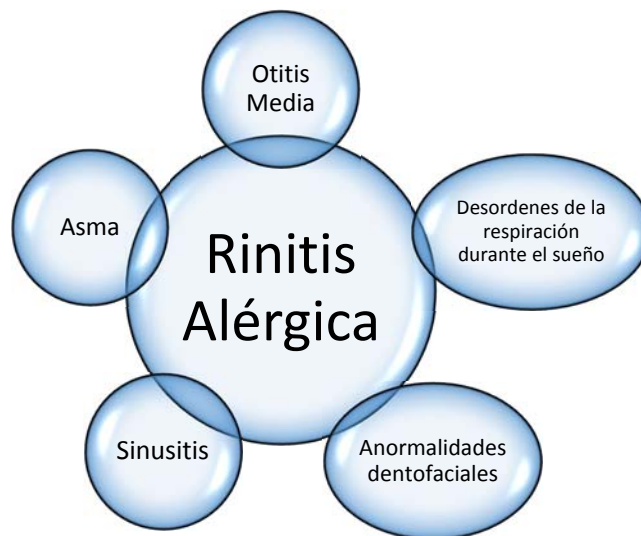 Otitis
Media
Asma
Desordenes de la
respiración
durante el sueño
Rinitis
Alérgica
Sinusitis
Anormalidades
dentofaciales